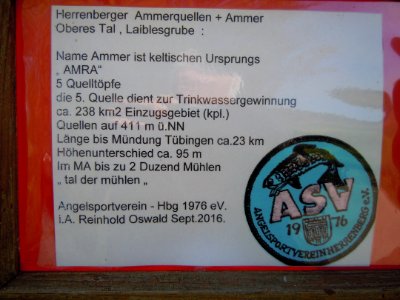 Herrenberger Ammerquellen + Ammer
Oberes Tal , Laiblesgrube :
Name Ammer ist keltischen Ursprungs
„ AMRA“
5 Quelltöpfe
die 5. Quelle dient zur Trinkwassergewinnung
ca. 238 km2 Einzugsgebiet (kpl.)
Quellen auf 411 m ü.NN
Länge bis Mündung Tübingen ca.23 km
Höhenunterschied ca. 95 m
Im MA bis zu 2 Duzend Mühlen
„ tal der mühlen „
Angelsportverein - Hbg 1976 eV.
i.A. Reinhold Oswald Sept.2016.
ASV
1976
ANGELSPORTVEREIN HERRENBERG e.V.